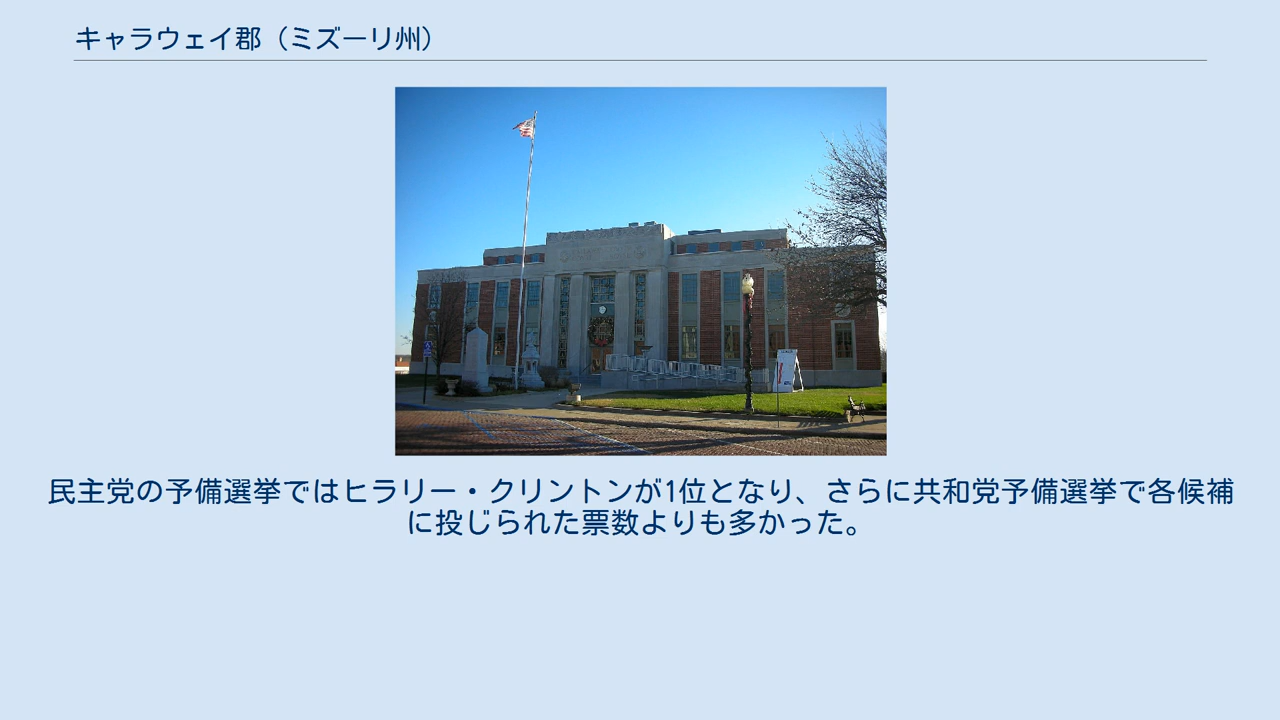 キャラウェイ郡（ミズーリ州）
民主党の予備選挙ではヒラリー・クリントンが1位となり、さらに共和党予備選挙で各候補
に投じられた票数よりも多かった。